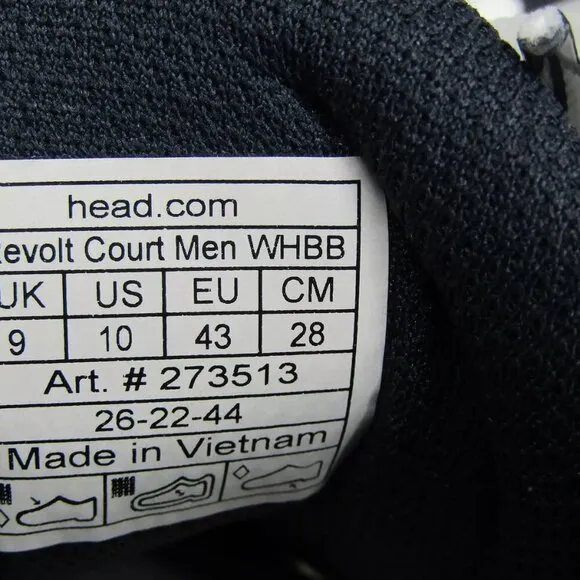 head.com
Revolt Court Men WHBB
UK US EU CM
9 10 43 28
Art. # 273513
26-22-44
Made in Vietnam